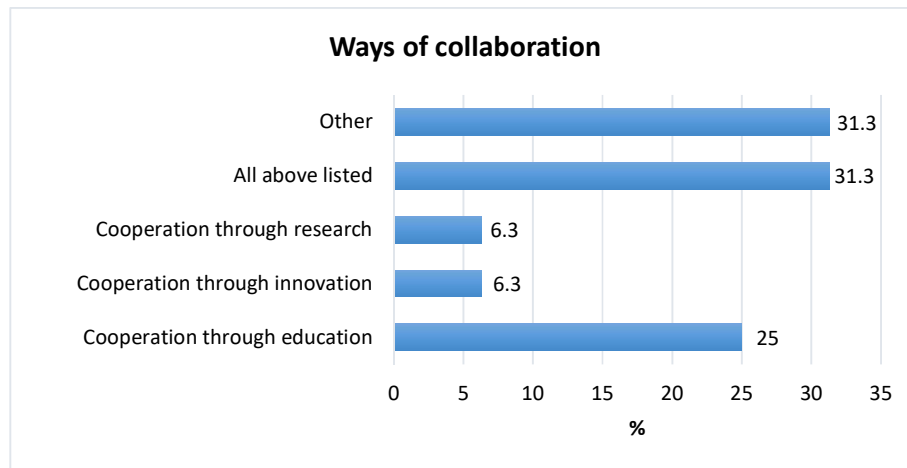 Ways of collaboration
Other 31.3
All above listed 31.3
Cooperation through research 6.3
Cooperation through innovation 6.3
Cooperation through education 25
0 5 10 15 20 25 30 35
%